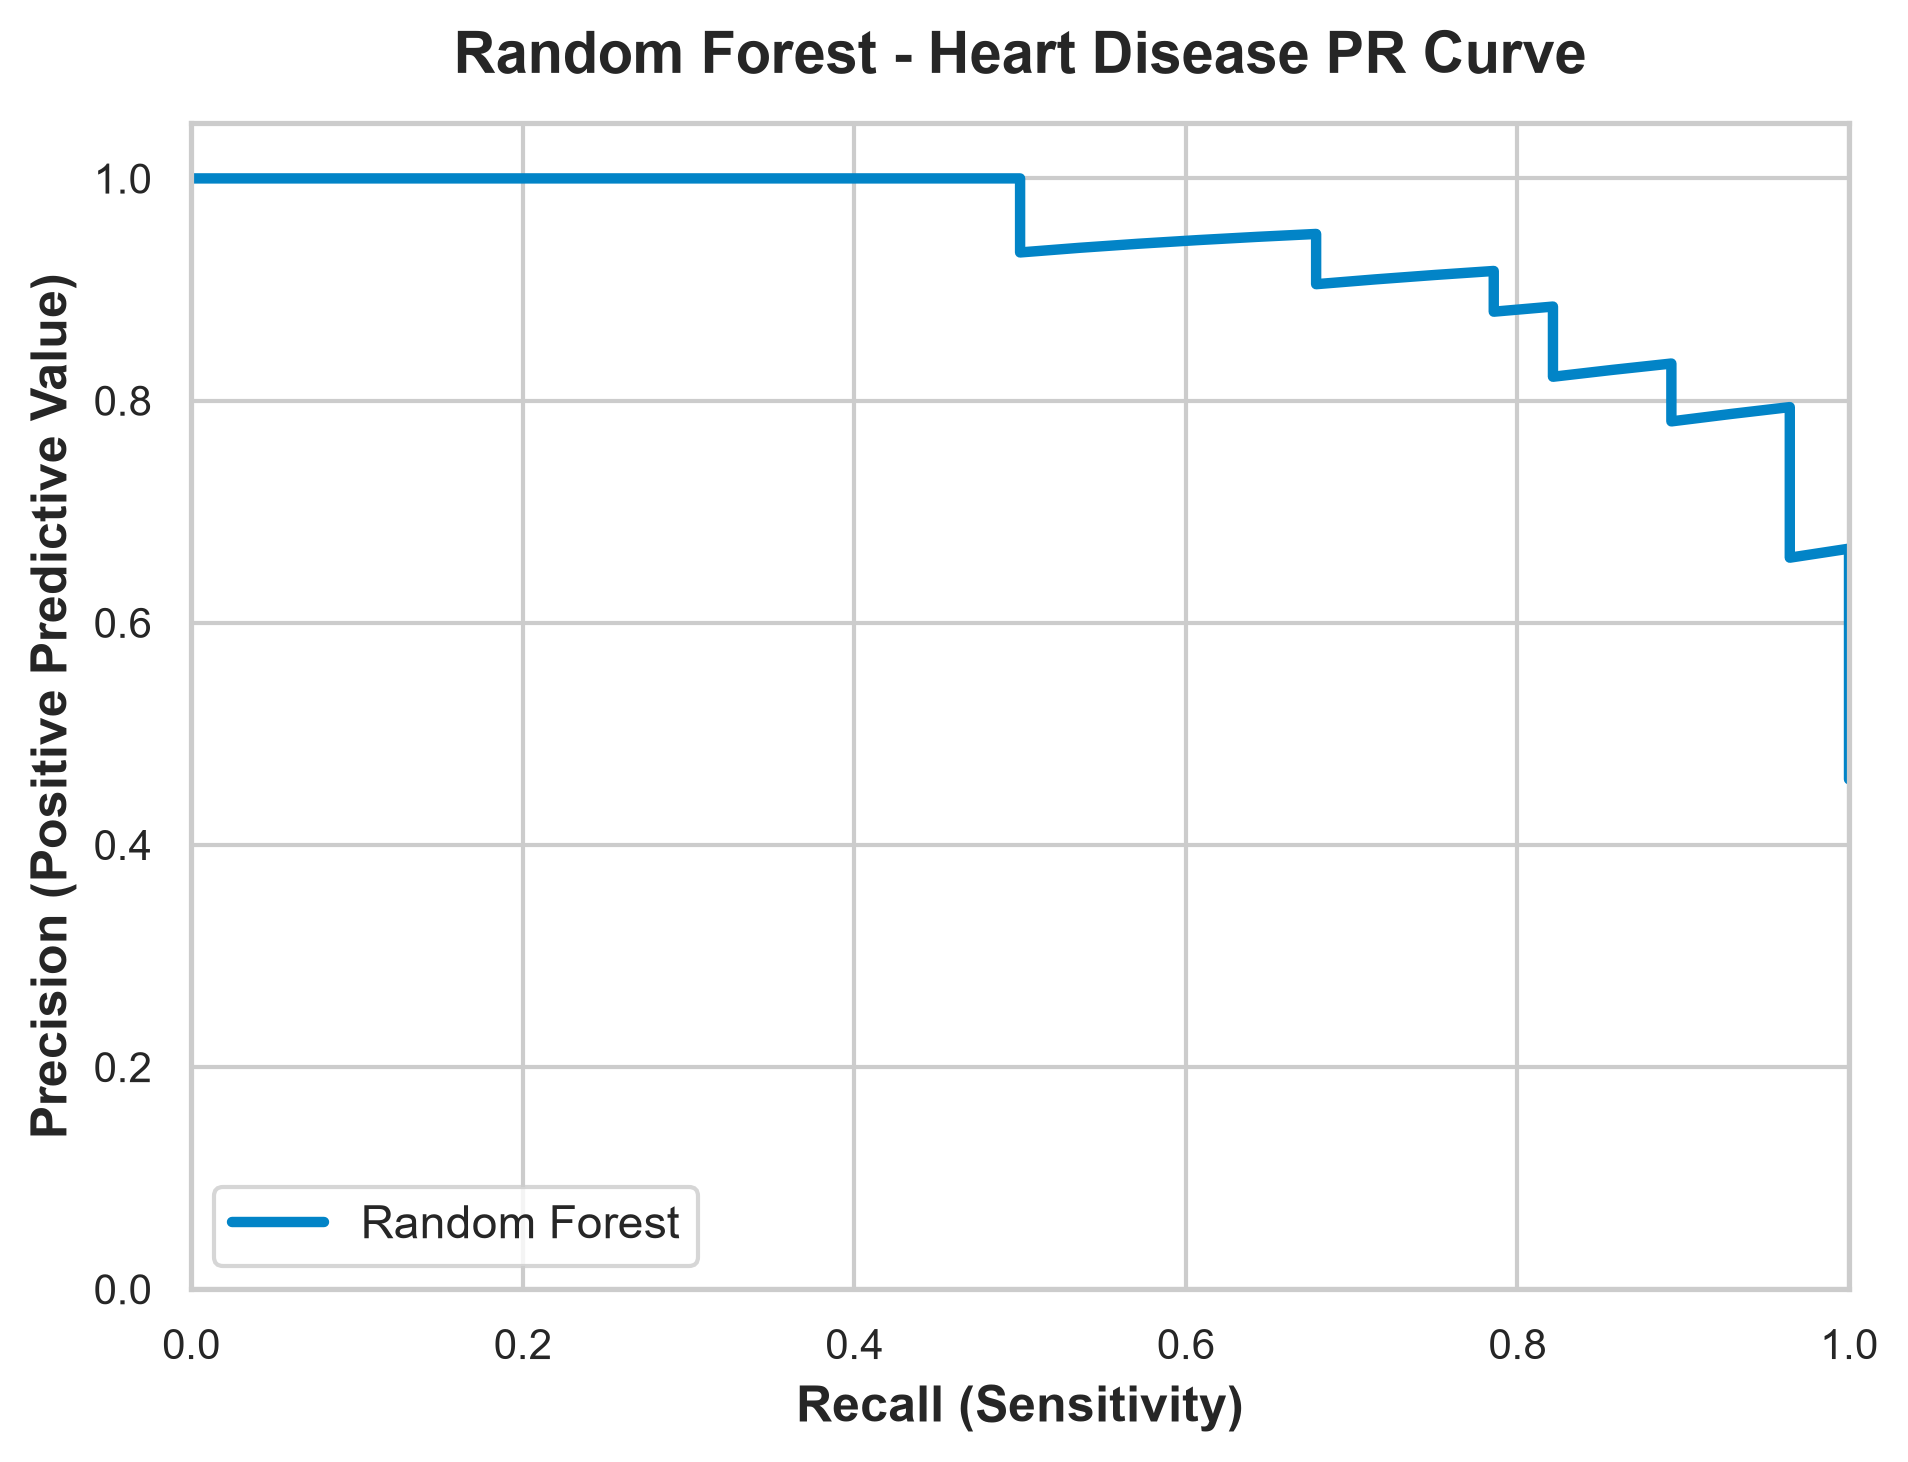 Random Forest - Heart Disease PR Curve
Precision (Positive Predictive Value)
1.0
0.8
0.6
0.4
0.2
0.0
Random Forest
0.0 0.2 0.4 0.6 0.8 1.0
Recall (Sensitivity)